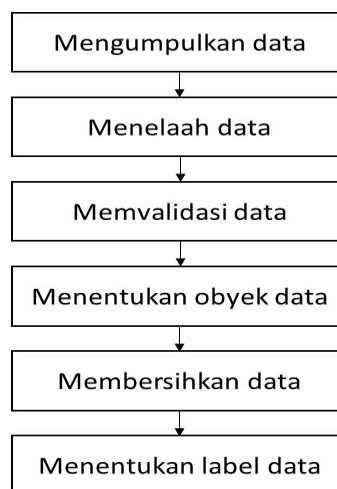 Mengumpulkan data
Menelaah data
Memvalidasi data
Menentukan obyek data
Membersihkan data
Menentukan label data